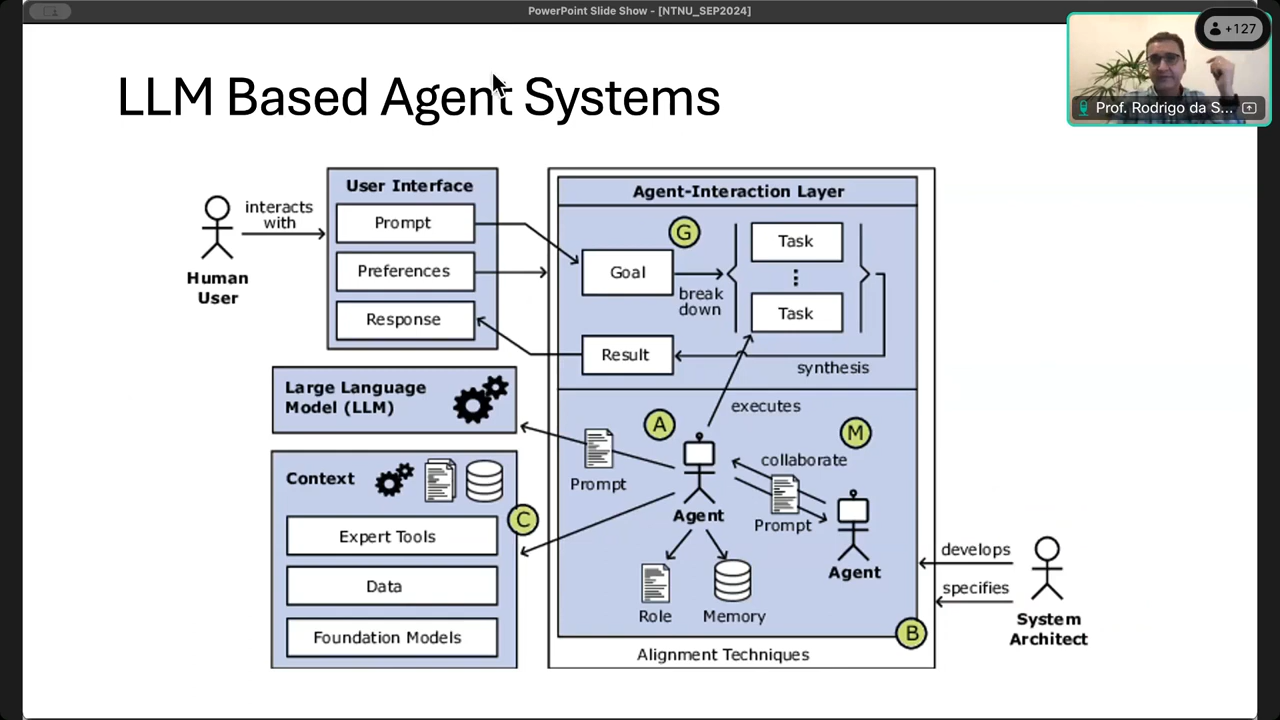 PowerPoint Slide Show - [NTNU_SEP2024]
+127
Prof. Rodrigo da S...
LLM Based Agent Systems
User Interface
Prompt
Preferences
Response
interacts
with
Human
User
Agent-Interaction Layer
G
Goal
break
down
Task
Task
Result
synthesis
Large Language
Model (LLM)
executes
A
M
collaborate
Prompt
Prompt
Agent
Agent
Role
Memory
Context
C
Expert Tools
Data
Foundation Models
B
Alignment Techniques
develops
specifies
System
Architect